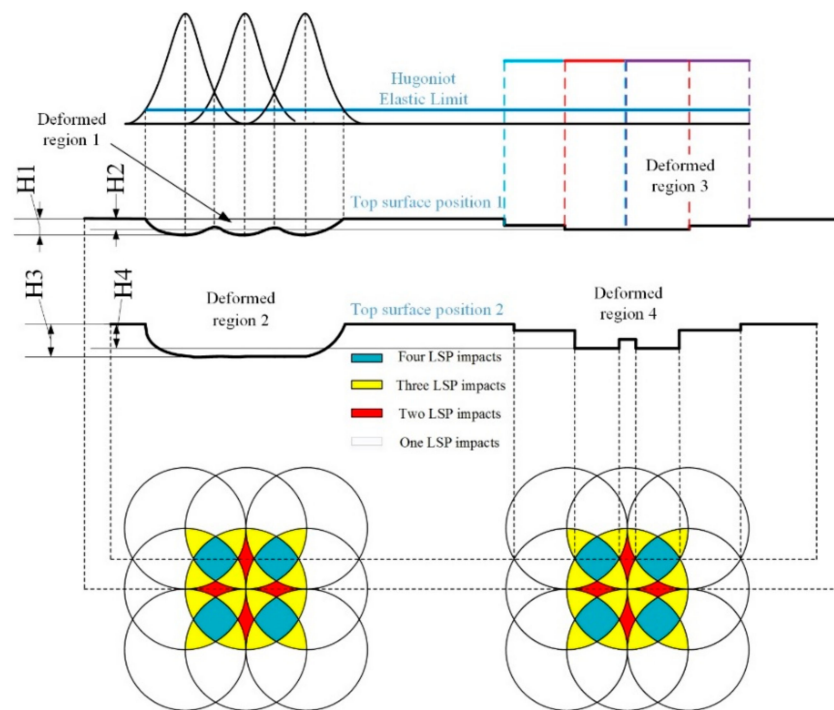 Hugoniot
Elastic Limit
Deformed
region 1
H1
H2
Deformed
region 3
Top surface position 1
H3
H4
Deformed
region 2
Top surface position 2
Deformed
region 4
Four LSP impacts
Three LSP impacts
Two LSP impacts
One LSP impacts